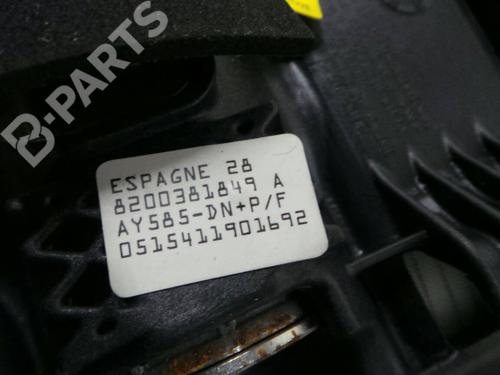 B-PARTS
ESPAGNE 28
8200381849 A
AY585-DN+P/F
0515411901692